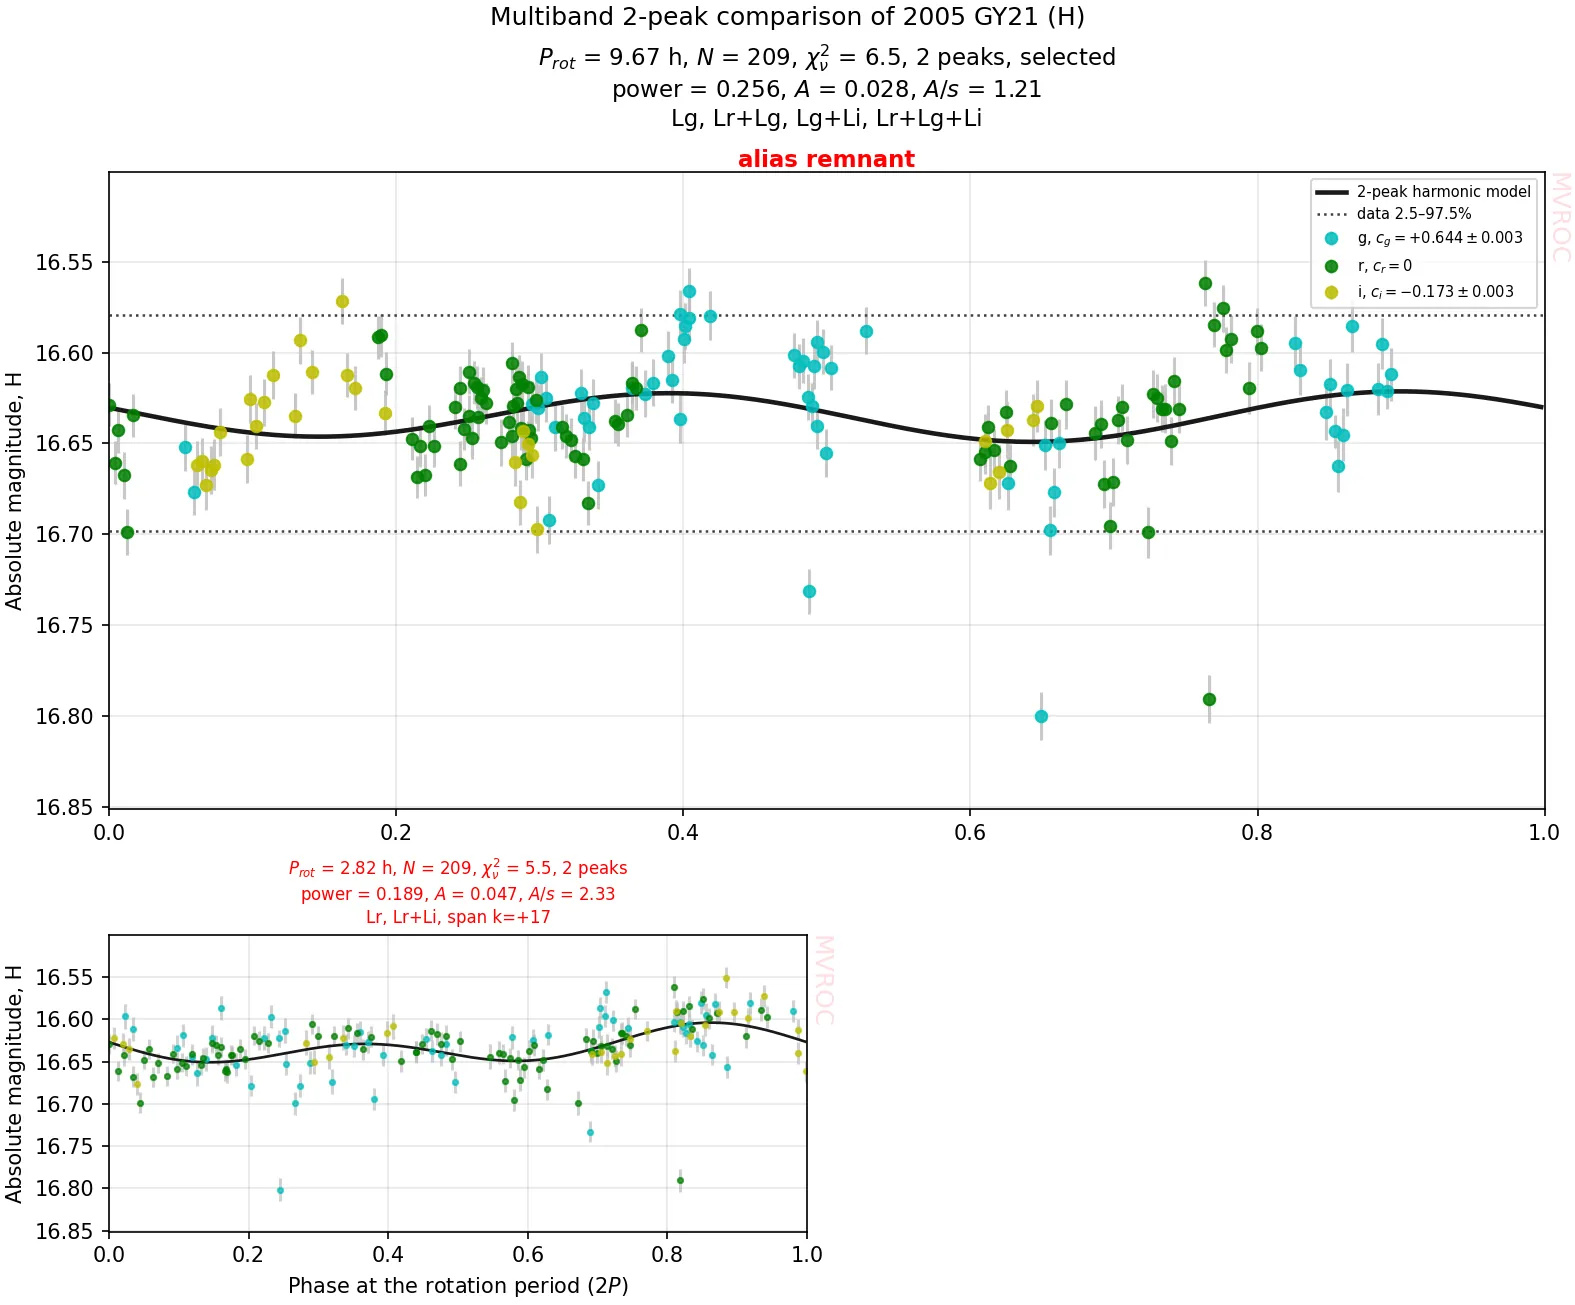 Multiband 2-peak comparison of 2005 GY21 (H)
P_rot = 9.67 h, N = 209, χ²_ν = 6.5, 2 peaks, selected
power = 0.256, A = 0.028, A/s = 1.21
Lg, Lr+Lg, Lg+Li, Lr+Lg+Li
alias remnant
2-peak harmonic model
data 2.5–97.5%
g, c_g = +0.644 ± 0.003
r, c_r = 0
i, c_i = −0.173 ± 0.003
MVROC
Absolute magnitude, H
16.55
16.60
16.65
16.70
16.75
16.80
16.85
0.0 0.2 0.4 0.6 0.8 1.0
P_rot = 2.82 h, N = 209, χ²_ν = 5.5, 2 peaks
power = 0.189, A = 0.047, A/s = 2.33
Lr, Lr+Li, span k=+17
MVROC
Absolute magnitude, H
16.55
16.60
16.65
16.70
16.75
16.80
16.85
0.0 0.2 0.4 0.6 0.8 1.0
Phase at the rotation period (2P)